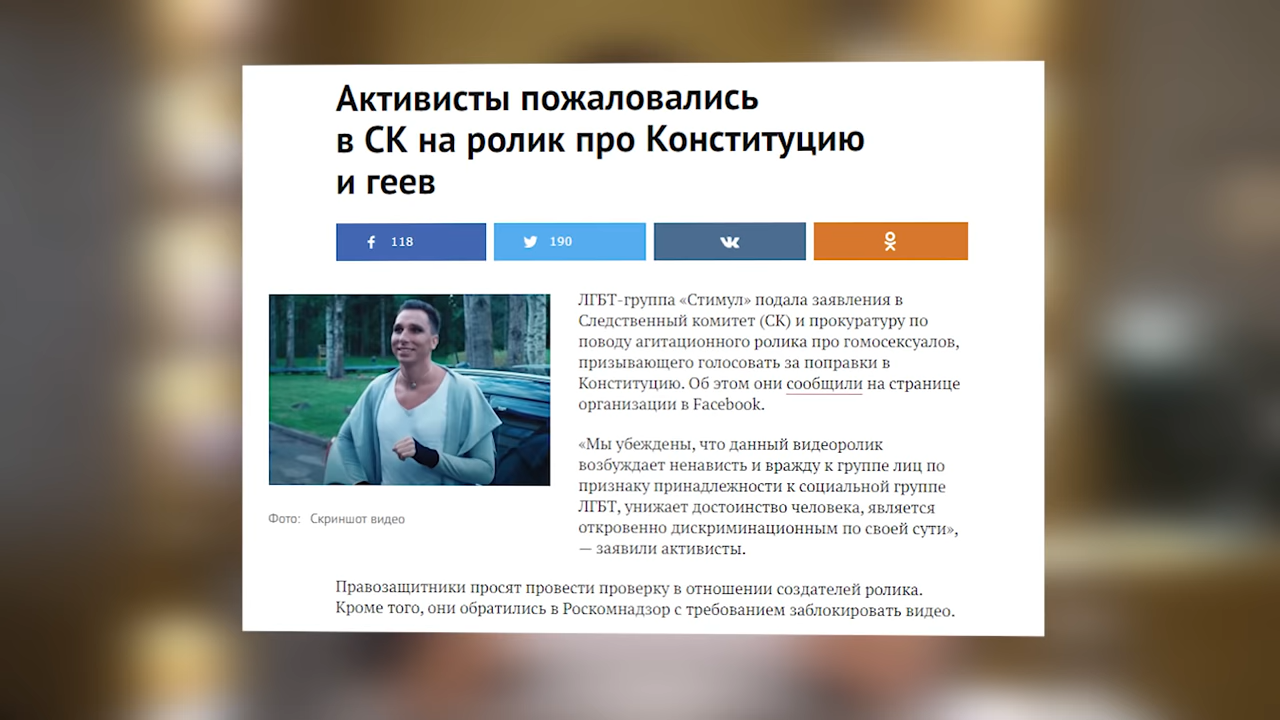 Активисты пожаловались
в СК на ролик про Конституцию
и геев
118
190
ЛГБТ-группа «Стимул» подала заявления в
Следственный комитет (СК) и прокуратуру по
поводу агитационного ролика про гомосексуалов,
призывающего голосовать за поправки в
Конституцию. Об этом они сообщили на странице
организации в Facebook.
«Мы убеждены, что данный видеоролик
возбуждает ненависть и вражду к группе лиц по
признаку принадлежности к социальной группе
ЛГБТ, унижает достоинство человека, является
откровенно дискриминационным по своей сути»,
— заявили активисты.
Фото: Скриншот видео
Правозащитники просят провести проверку в отношении создателей ролика.
Кроме того, они обратились в Роскомнадзор с требованием заблокировать видео.